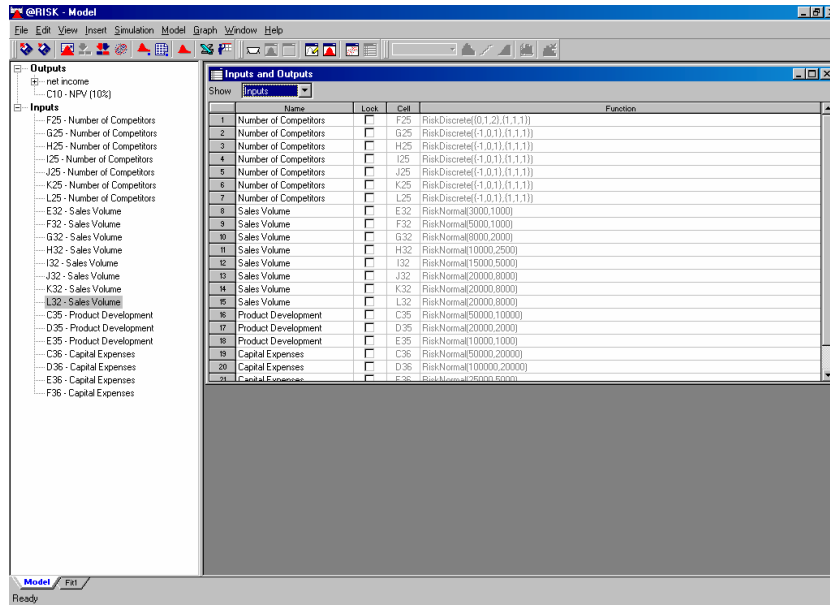 @RISK - Model
File Edit View Insert Simulation Model Graph Window Help
Outputs
net income
C10 - NPV (10%)
Inputs
F25 - Number of Competitors
G25 - Number of Competitors
H25 - Number of Competitors
I25 - Number of Competitors
J25 - Number of Competitors
K25 - Number of Competitors
L25 - Number of Competitors
E32 - Sales Volume
F32 - Sales Volume
G32 - Sales Volume
H32 - Sales Volume
I32 - Sales Volume
J32 - Sales Volume
K32 - Sales Volume
L32 - Sales Volume
C35 - Product Development
D35 - Product Development
E35 - Product Development
C36 - Capital Expenses
D36 - Capital Expenses
E36 - Capital Expenses
F36 - Capital Expenses
Inputs and Outputs
Show Inputs
Name Lock Cell Function
1 Number of Competitors F25 RiskDiscrete({0,1,2},{1,1,1})
2 Number of Competitors G25 RiskDiscrete({-1,0,1},{1,1,1})
3 Number of Competitors H25 RiskDiscrete({-1,0,1},{1,1,1})
4 Number of Competitors I25 RiskDiscrete({-1,0,1},{1,1,1})
5 Number of Competitors J25 RiskDiscrete({-1,0,1},{1,1,1})
6 Number of Competitors K25 RiskDiscrete({-1,0,1},{1,1,1})
7 Number of Competitors L25 RiskDiscrete({-1,0,1},{1,1,1})
8 Sales Volume E32 RiskNormal(3000,1000)
9 Sales Volume F32 RiskNormal(5000,1000)
10 Sales Volume G32 RiskNormal(8000,2000)
11 Sales Volume H32 RiskNormal(10000,2500)
12 Sales Volume I32 RiskNormal(15000,5000)
13 Sales Volume J32 RiskNormal(20000,8000)
14 Sales Volume K32 RiskNormal(20000,8000)
15 Sales Volume L32 RiskNormal(20000,8000)
16 Product Development C35 RiskNormal(50000,10000)
17 Product Development D35 RiskNormal(20000,2000)
18 Product Development E35 RiskNormal(10000,1000)
19 Capital Expenses C36 RiskNormal(50000,20000)
20 Capital Expenses D36 RiskNormal(100000,20000)
21 Capital Expenses E36 RiskNormal(25000,5000)
Model Fit1
Ready